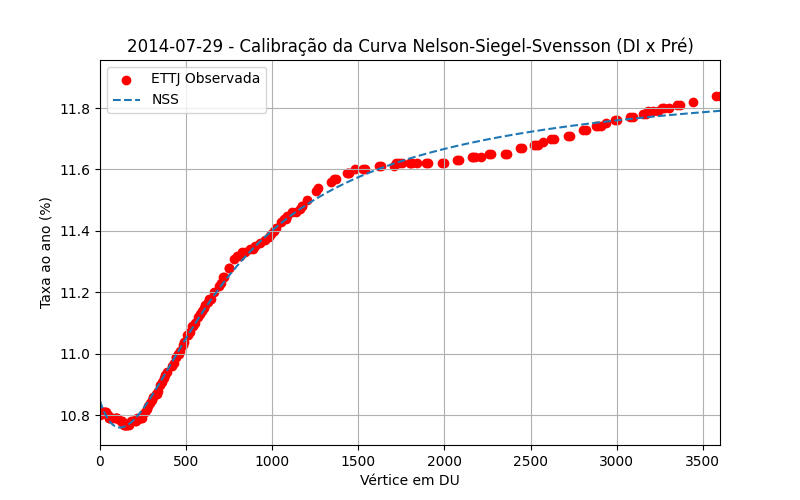 2014-07-29 - Calibração da Curva Nelson-Siegel-Svensson (DI x Pré)
ETTJ Observada
NSS
Taxa ao ano (%)
11.8
11.6
11.4
11.2
11.0
10.8
0 500 1000 1500 2000 2500 3000 3500
Vértice em DU